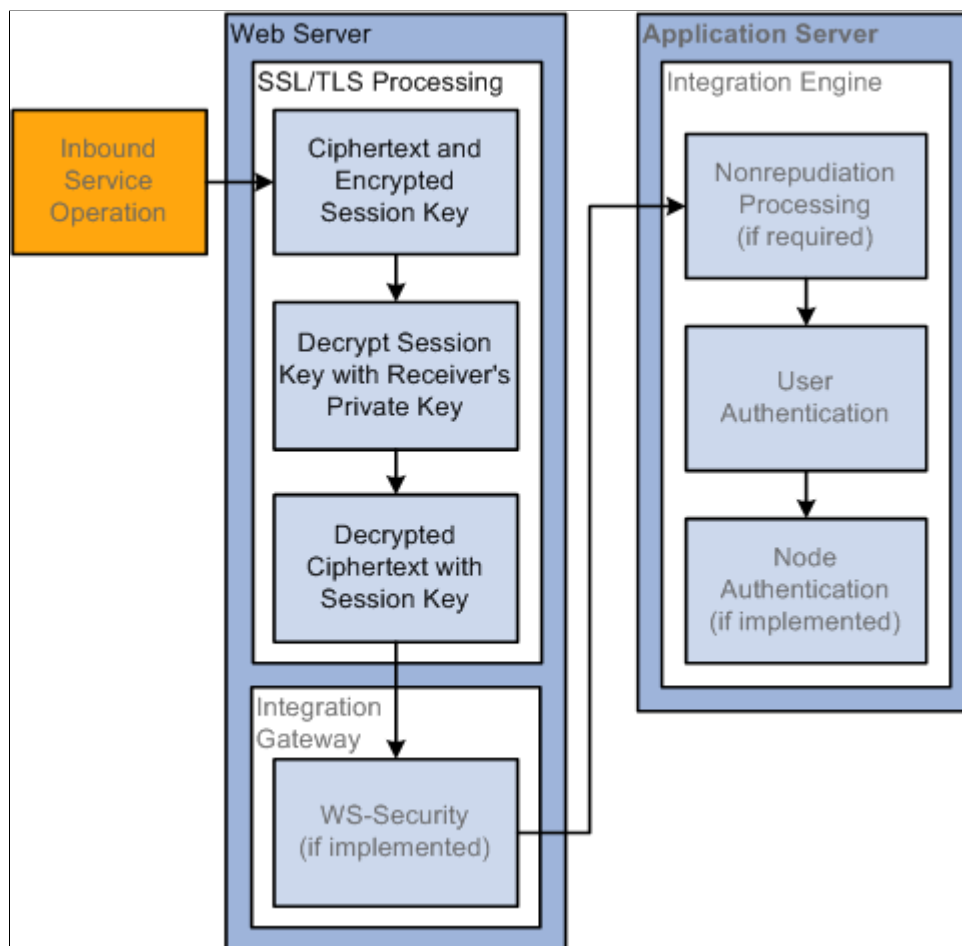 Web Server
SSL/TLS Processing
Inbound
Service
Operation
Ciphertext and
Encrypted
Session Key
Decrypt Session
Key with Receiver's
Private Key
Decrypted
Ciphertext with
Session Key
Integration
Gateway
WS-Security
(if implemented)
Application Server
Integration Engine
Nonrepudiation
Processing
(if required)
User
Authentication
Node
Authentication
(if implemented)